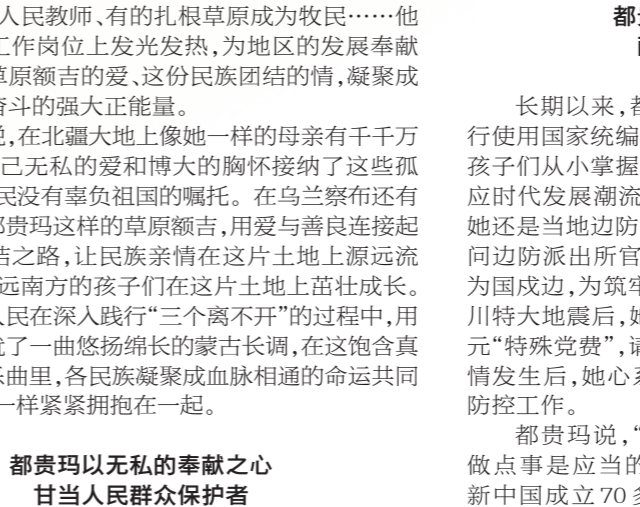 人民教师、有的扎根草原成为牧民……他
工作岗位上发光发热,为地区的发展奉献
草原额吉的爱、这份民族团结的情,凝聚成
奋斗的强大正能量。
说,在北疆大地上像她一样的母亲有千千万
己无私的爱和博大的胸怀接纳了这些孤
民没有辜负祖国的嘱托。在乌兰察布还有
都贵玛这样的草原额吉,用爱与善良连接起
结之路,让民族亲情在这片土地上源远流
远南方的孩子们在这片土地上茁壮成长。
人民在深入践行“三个离不开”的过程中,用
就了一曲悠扬绵长的蒙古长调,在这饱含真
乐曲里,各民族凝聚成血脉相通的命运共同
一样紧紧拥抱在一起。
都贵玛以无私的奉献之心
甘当人民群众保护者
都贵
长期以来,都
行使用国家统编
孩子们从小掌握
应时代发展潮流
她还是当地边防
问边防派出所官
为国戍边,为筑牢
川特大地震后,她
元“特殊党费”,请
情发生后,她心系
防控工作。
都贵玛说,“
做点事是应当的
新中国成立70多